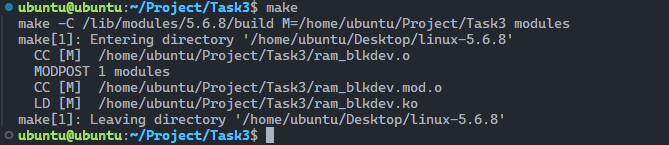 ubuntu@ubuntu:~/Project/Task3$ make
make -C /lib/modules/5.6.8/build M=/home/ubuntu/Project/Task3 modules
make[1]: Entering directory '/home/ubuntu/Desktop/linux-5.6.8'
  CC [M]  /home/ubuntu/Project/Task3/ram_blkdev.o
  MODPOST 1 modules
  CC [M]  /home/ubuntu/Project/Task3/ram_blkdev.mod.o
  LD [M]  /home/ubuntu/Project/Task3/ram_blkdev.ko
make[1]: Leaving directory '/home/ubuntu/Desktop/linux-5.6.8'
ubuntu@ubuntu:~/Project/Task3$